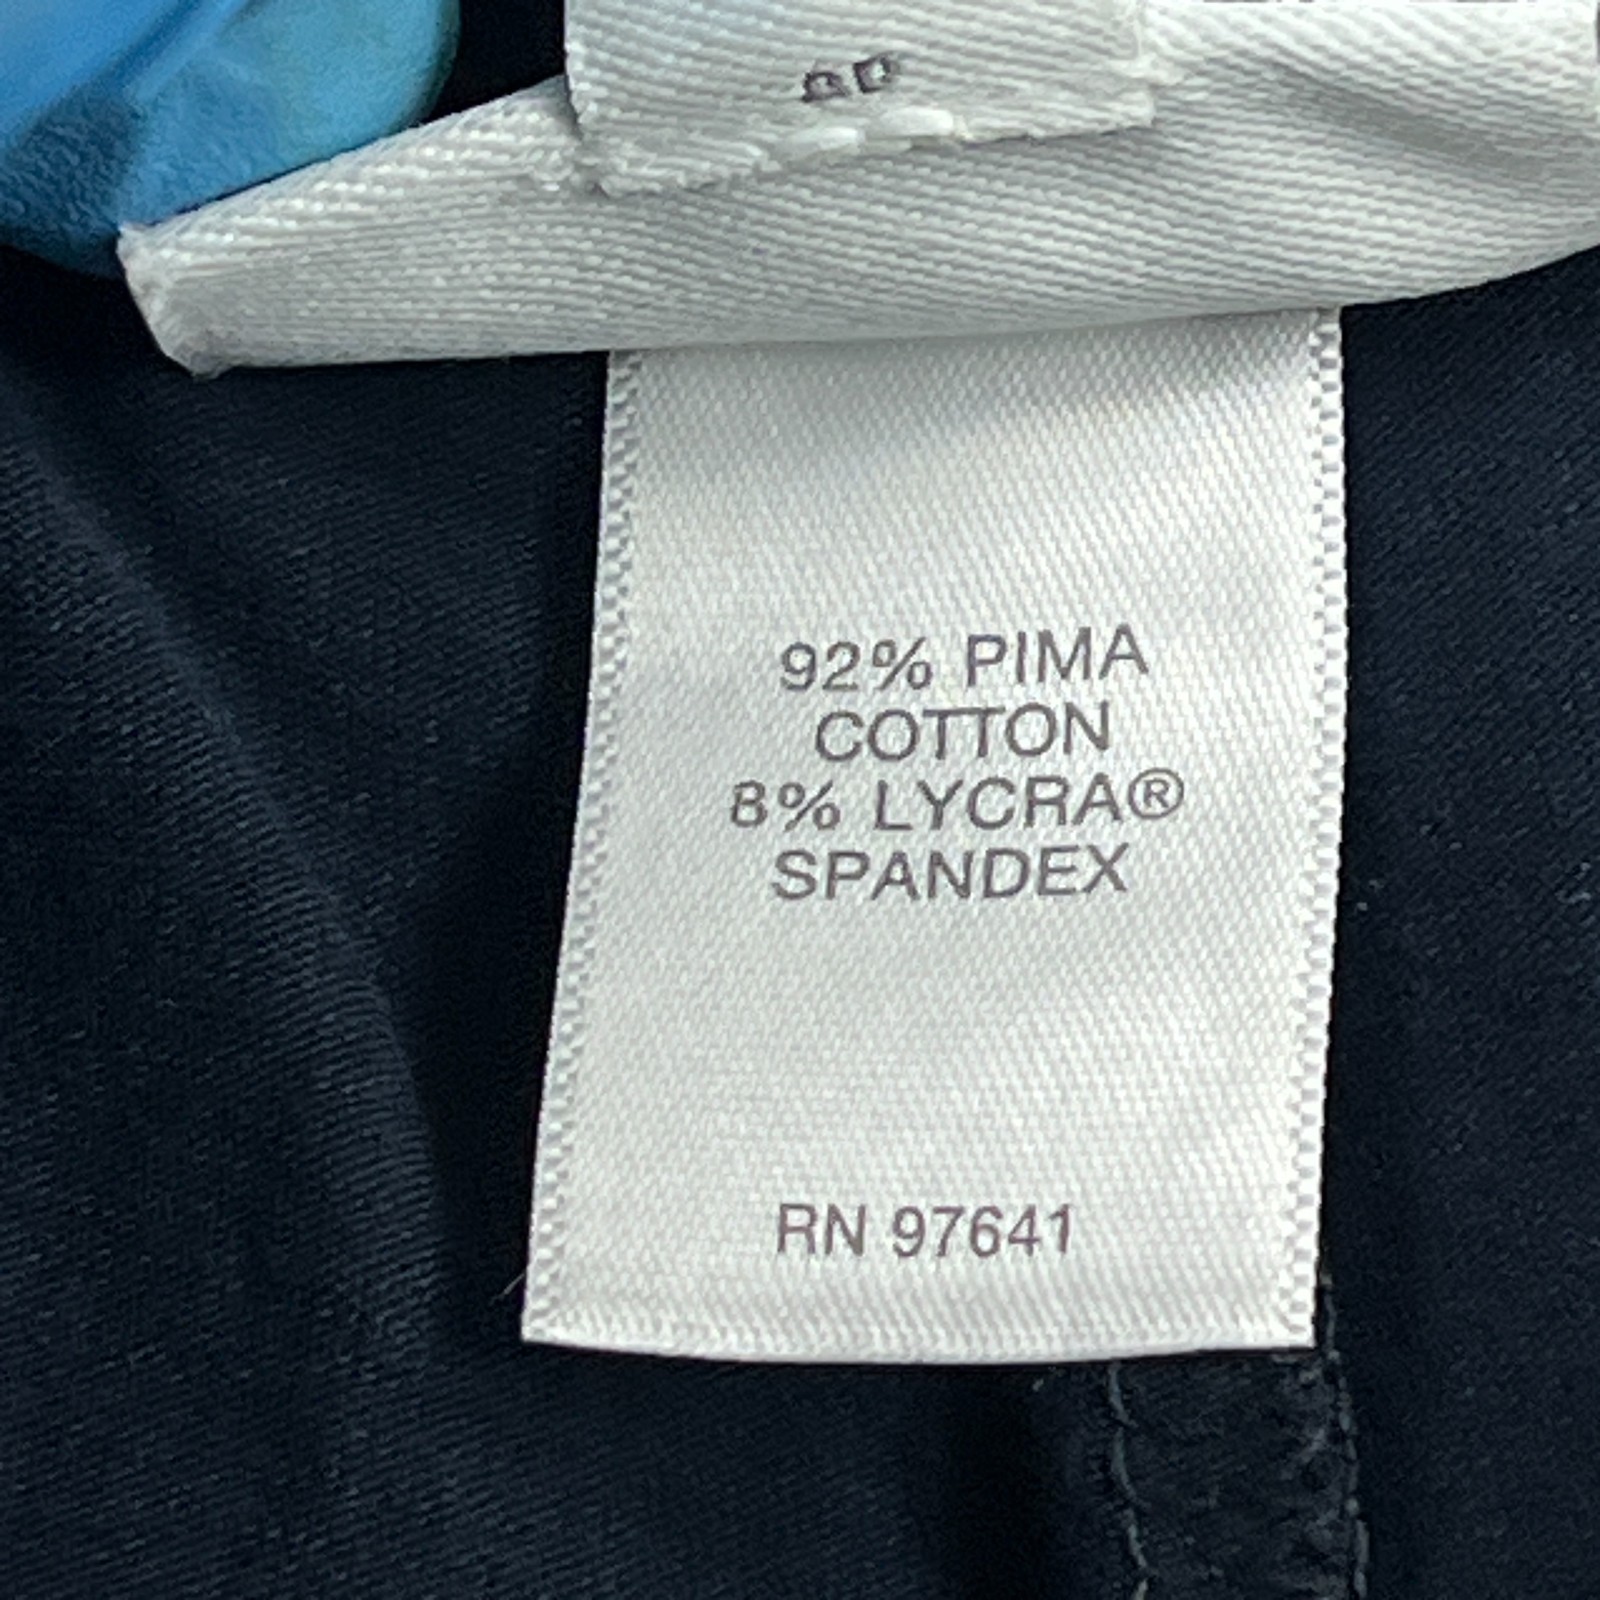 92% PIMA
COTTON
8% LYCRA®
SPANDEX
RN 97641